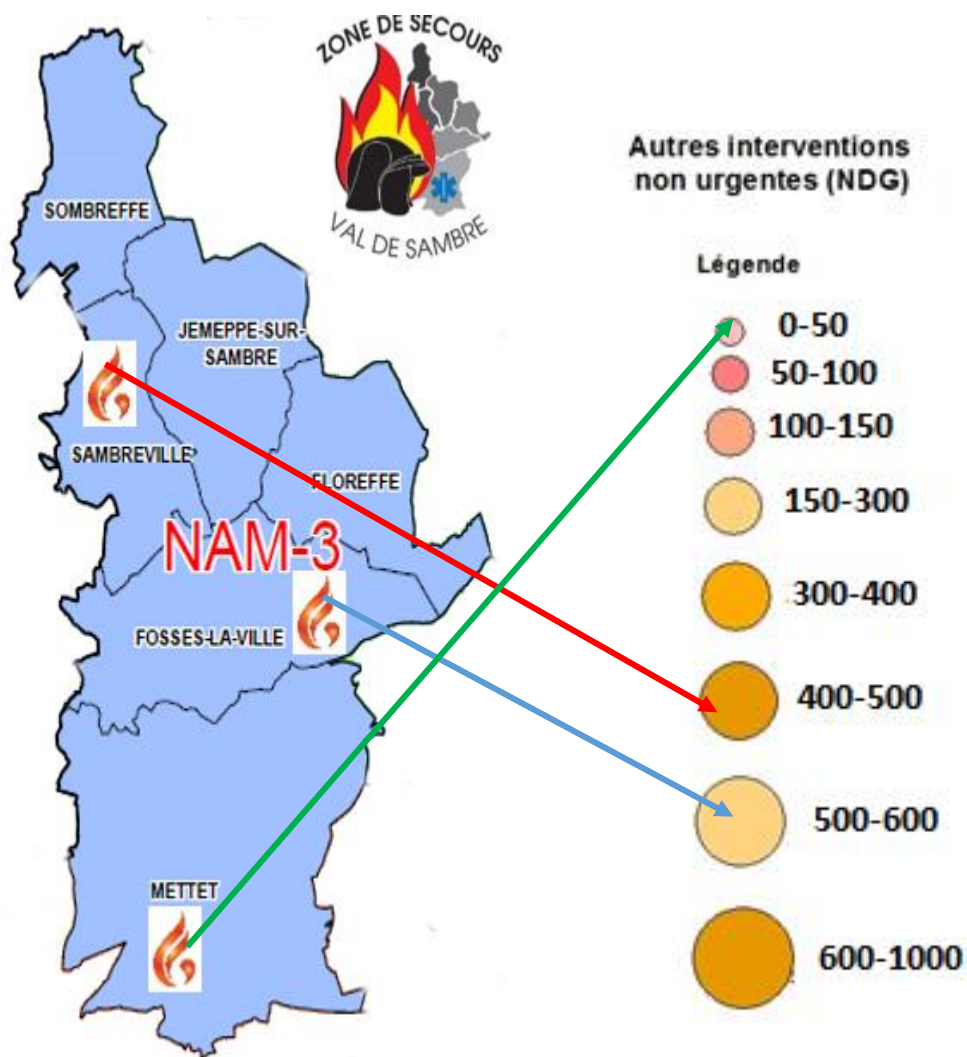 ZONE DE SECOURS
VAL DE SAMBRE
SOMBREFFE
JEMEPPE-SUR-
SAMBRE
SAMBREVILLE
FLOREFFE
NAM-3
FOSSES-LA-VILLE
METTET
Autres interventions
non urgentes (NDG)
Légende
0-50
50-100
100-150
150-300
300-400
400-500
500-600
600-1000